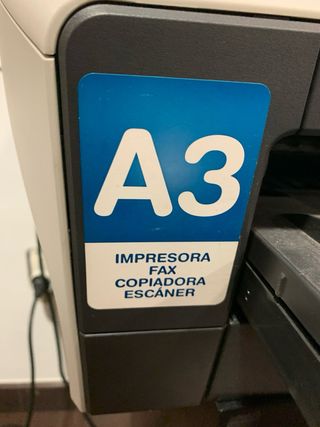 A3
IMPRESORA
FAX
COPIADORA
ESCÁNER